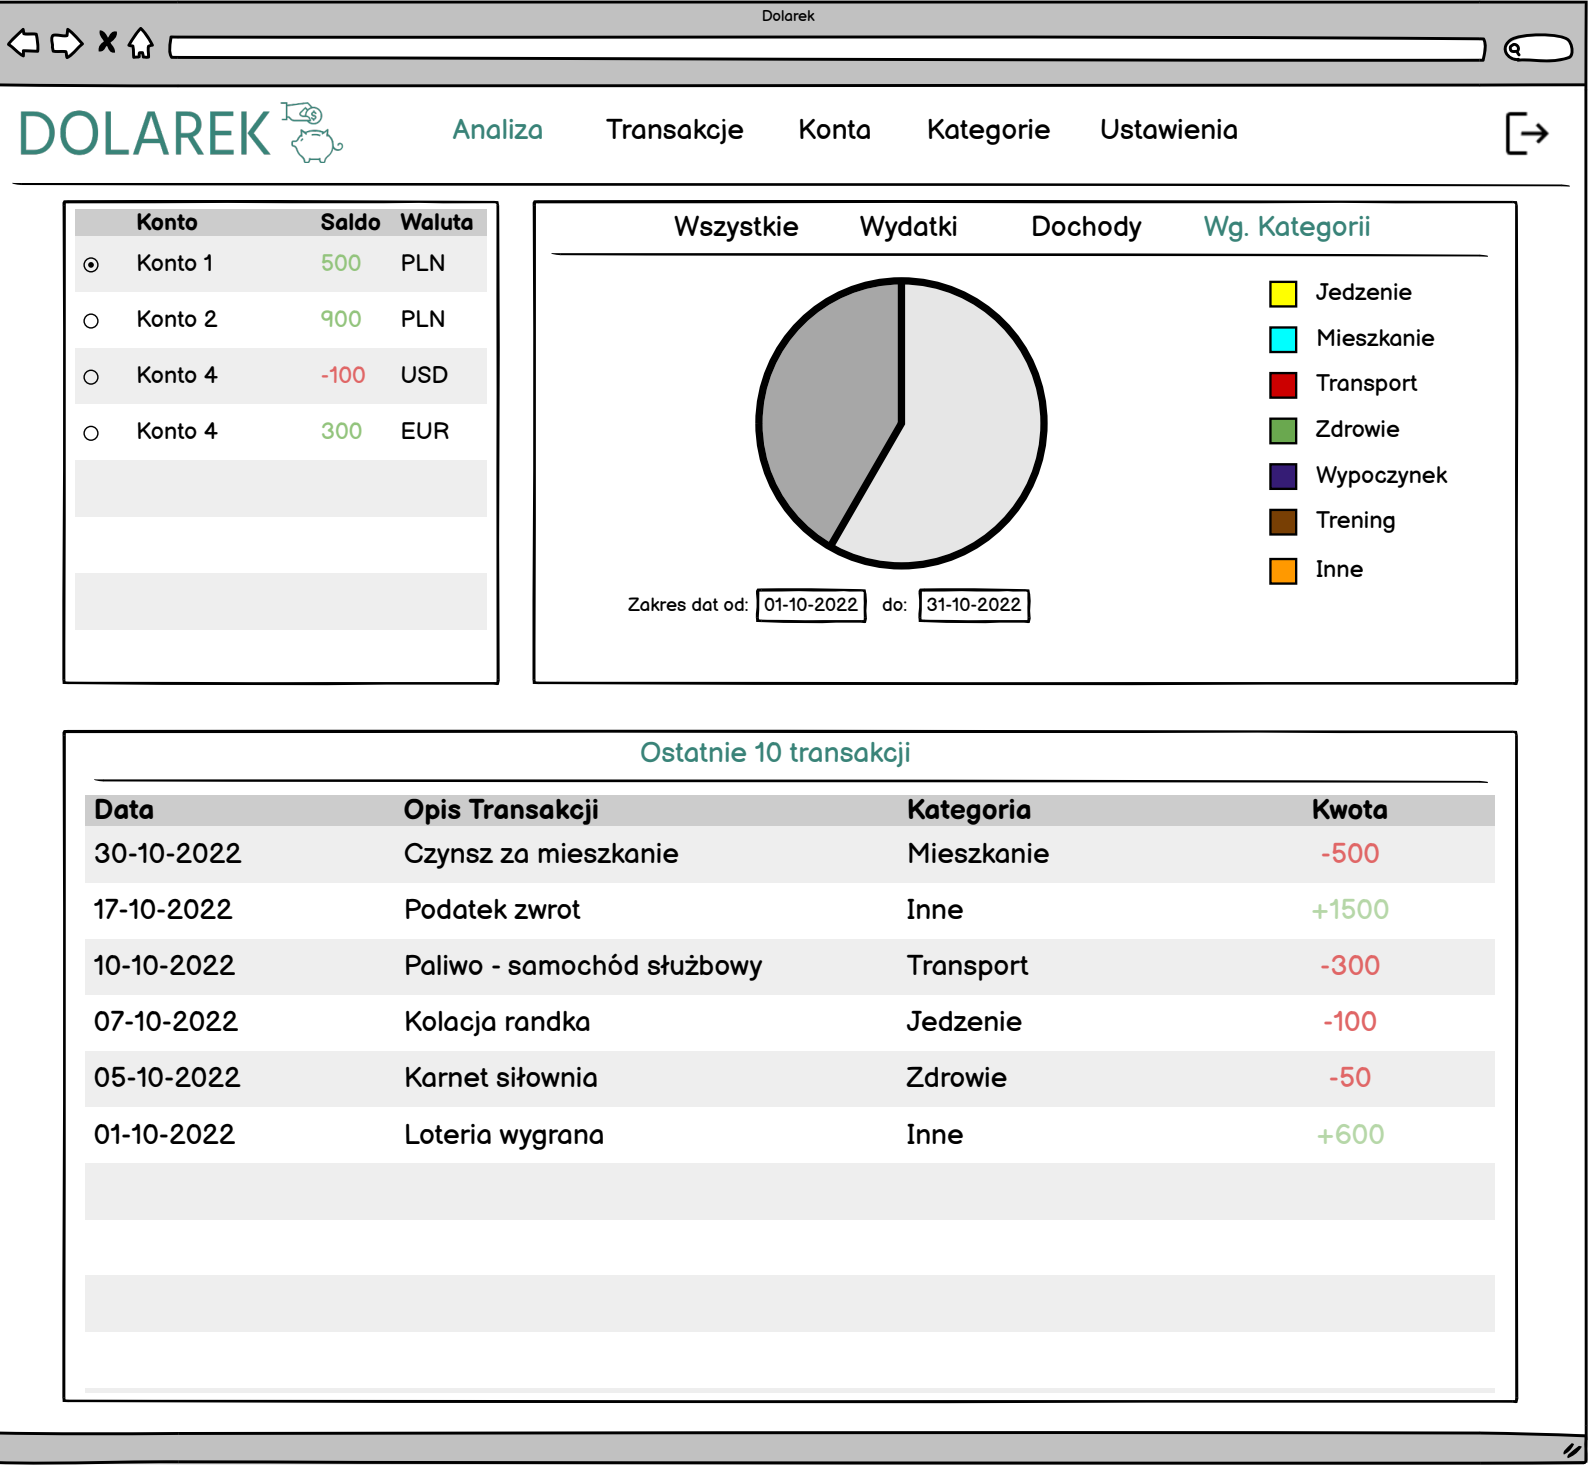 Dolarek
DOLAREK Analiza Transakcje Konta Kategorie Ustawienia
Konto Saldo Waluta
Konto 1 500 PLN
Konto 2 900 PLN
Konto 4 -100 USD
Konto 4 300 EUR
Wszystkie Wydatki Dochody Wg. Kategorii
Jedzenie
Mieszkanie
Transport
Zdrowie
Wypoczynek
Trening
Inne
Zakres dat od: 01-10-2022 do: 31-10-2022
Ostatnie 10 transakcji
Data Opis Transakcji Kategoria Kwota
30-10-2022 Czynsz za mieszkanie Mieszkanie -500
17-10-2022 Podatek zwrot Inne +1500
10-10-2022 Paliwo - samochód służbowy Transport -300
07-10-2022 Kolacja randka Jedzenie -100
05-10-2022 Karnet siłownia Zdrowie -50
01-10-2022 Loteria wygrana Inne +600